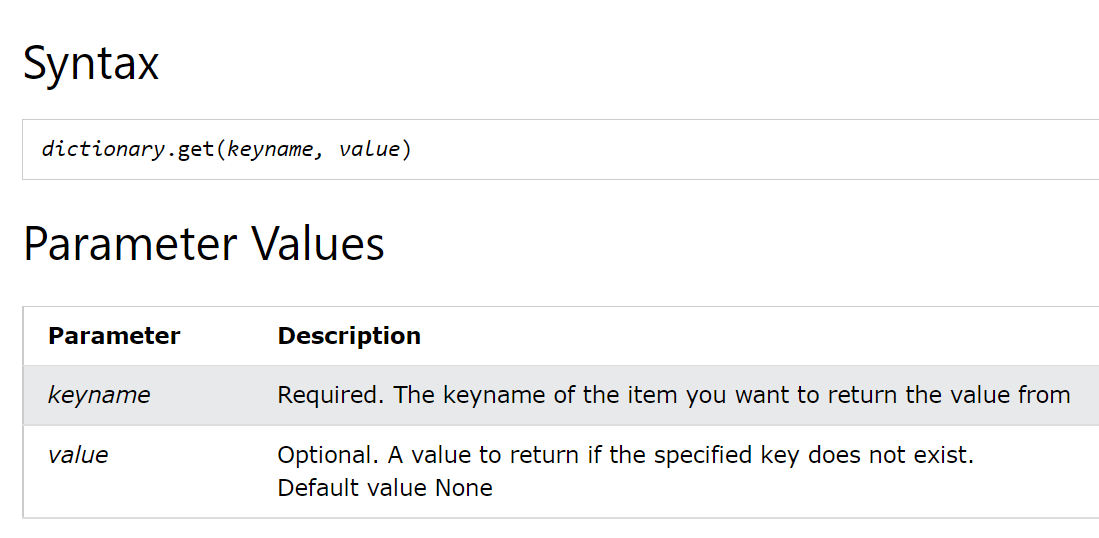 Syntax
dictionary.get(keyname, value)
Parameter Values
Parameter Description
keyname Required. The keyname of the item you want to return the value from
value Optional. A value to return if the specified key does not exist.
Default value None